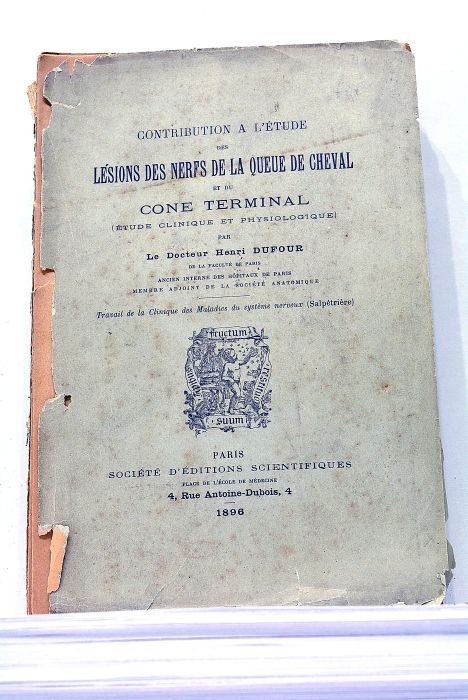 CONTRIBUTION A L'ÉTUDE
DES
LÉSIONS DES NERFS DE LA QUEUE DE CHEVAL
ET DU
CONE TERMINAL
(ÉTUDE CLINIQUE ET PHYSIOLOGIQUE)
PAR
Le Docteur Henri DUFOUR
DE LA FACULTÉ DE PARIS
ANCIEN INTERNE DES HÔPITAUX DE PARIS
MEMBRE ADJOINT DE LA SOCIÉTÉ ANATOMIQUE
Travail de la Clinique des Maladies du système nerveux (Salpêtrière)
fructum
suum
PARIS
SOCIÉTÉ D'ÉDITIONS SCIENTIFIQUES
PLACE DE L'ÉCOLE DE MÉDECINE
4, Rue Antoine-Dubois, 4
1896